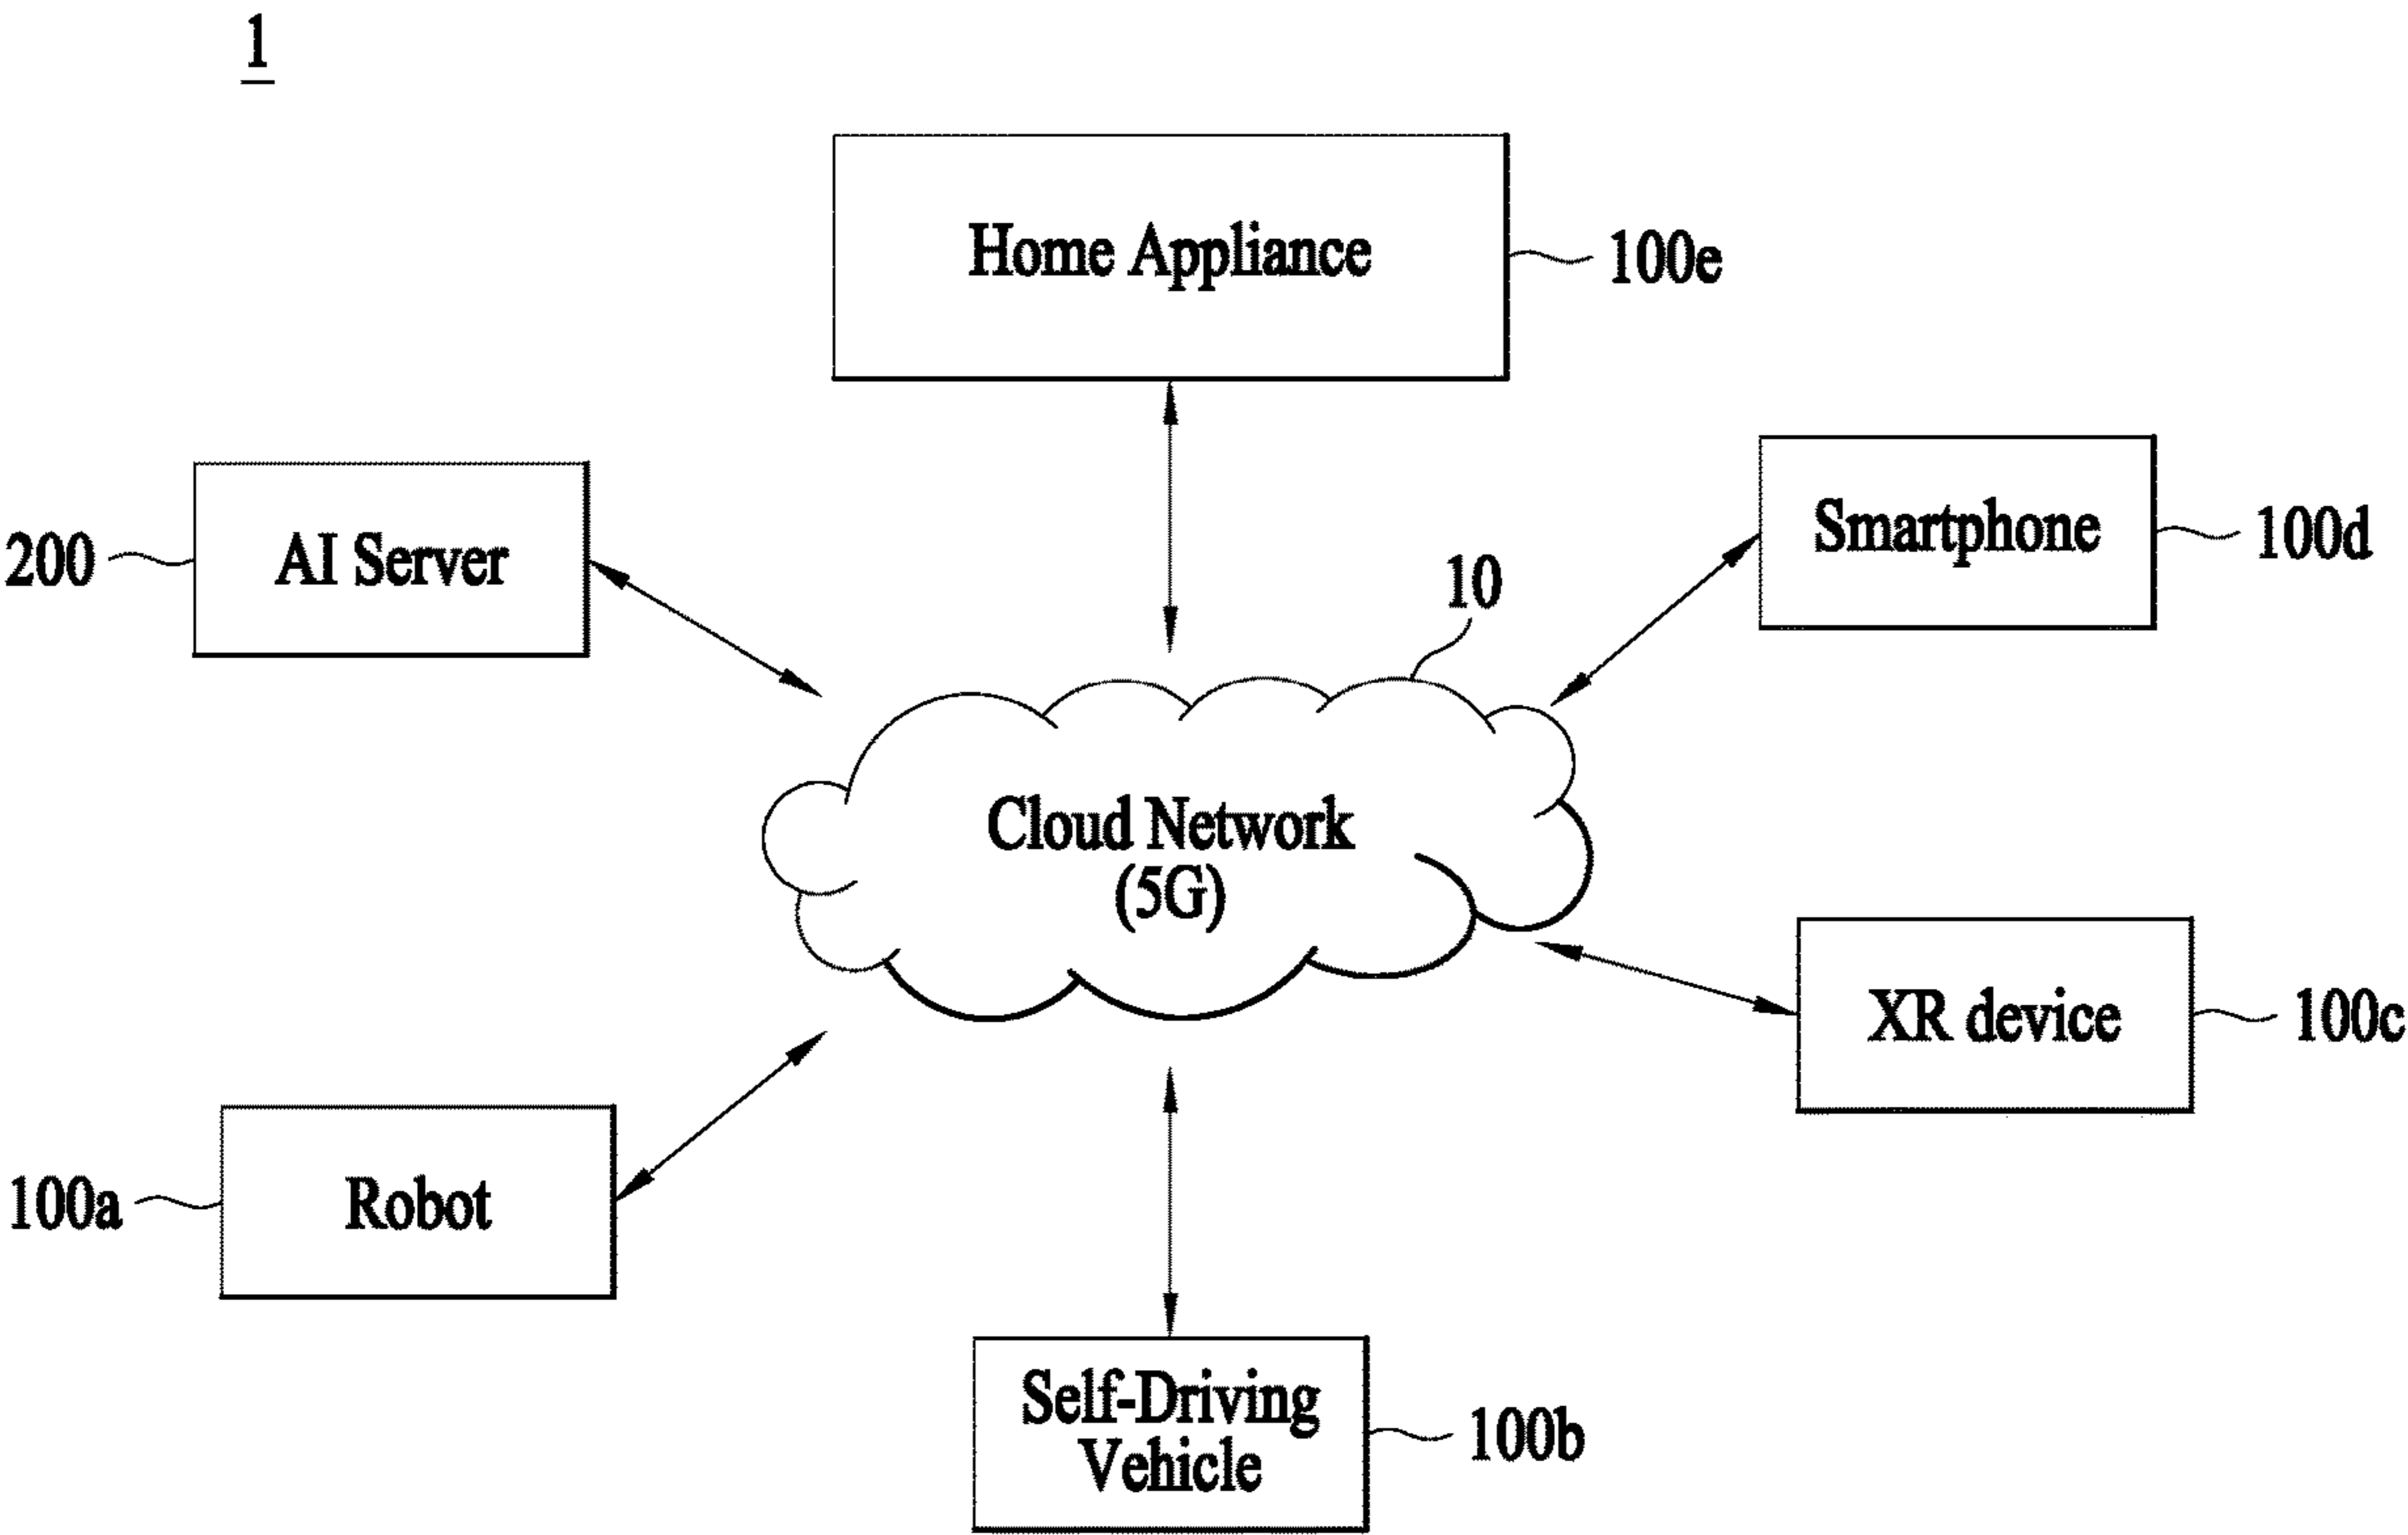 1
Home Appliance
100e
200
AI Server
Smartphone
100d
10
Cloud Network
(5G)
XR device
100c
100a
Robot
Self-Driving
Vehicle
100b